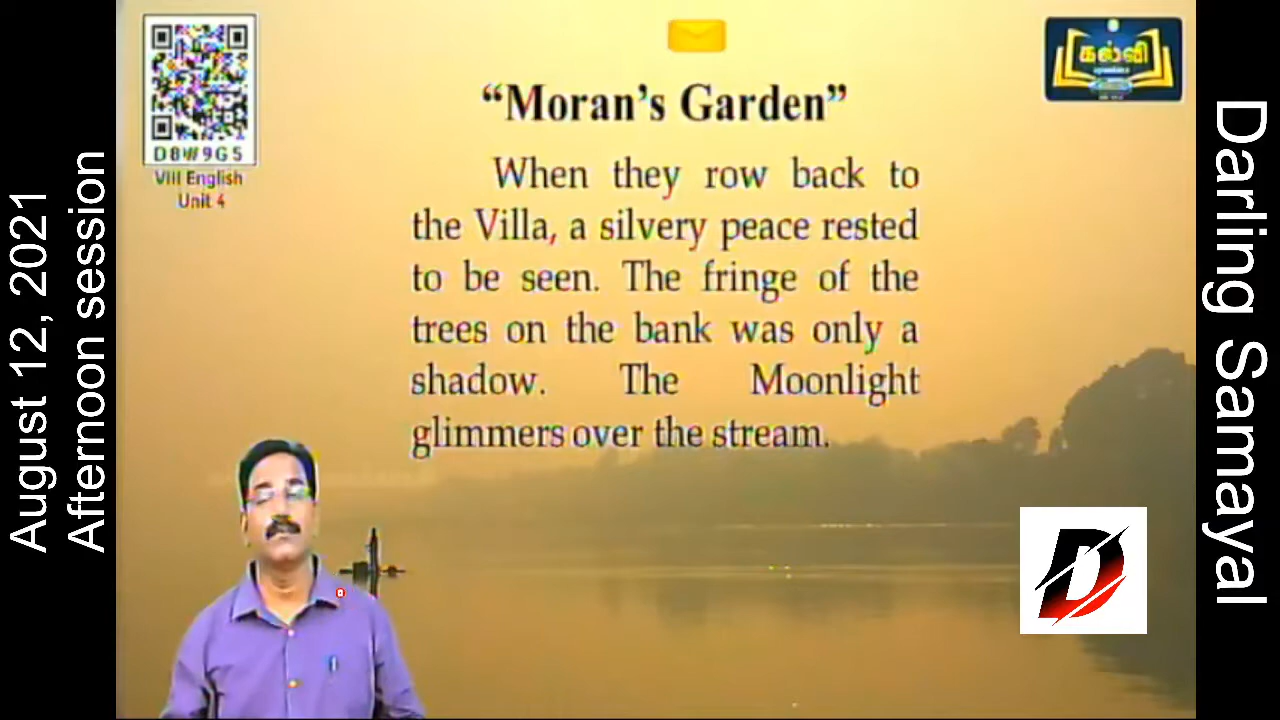 August 12, 2021
Afternoon session
D8W9G5
VIII English
Unit 4
கல்வி
“Moran’s Garden”
When they row back to
the Villa, a silvery peace rested
to be seen. The fringe of the
trees on the bank was only a
shadow. The Moonlight
glimmers over the stream.
D
Darling Samayal